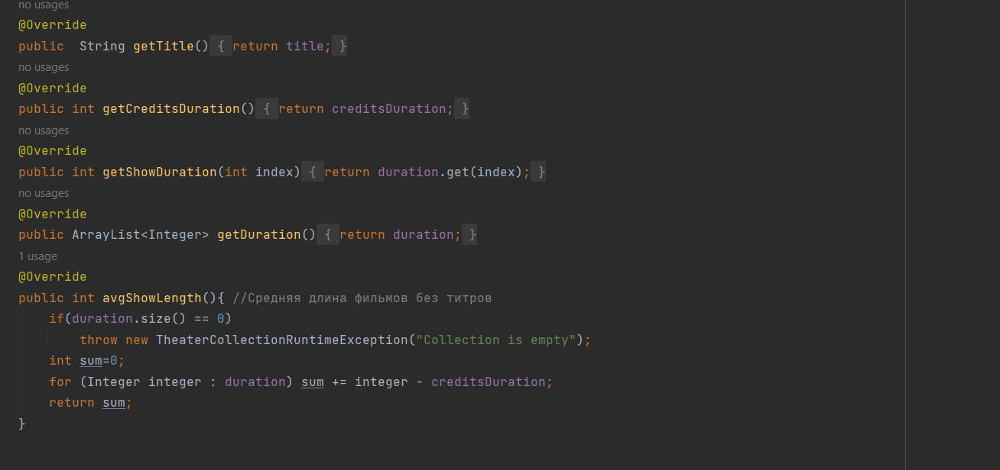 no usages
@Override
public  String getTitle() { return title; }
no usages
@Override
public int getCreditsDuration() { return creditsDuration; }
no usages
@Override
public int getShowDuration(int index) { return duration.get(index); }
no usages
@Override
public ArrayList<Integer> getDuration() { return duration; }
1 usage
@Override
public int avgShowLength(){ //Средняя длина фильмов без титров
    if(duration.size() == 0)
        throw new TheaterCollectionRuntimeException("Collection is empty");
    int sum=0;
    for (Integer integer : duration) sum += integer - creditsDuration;
    return sum;
}